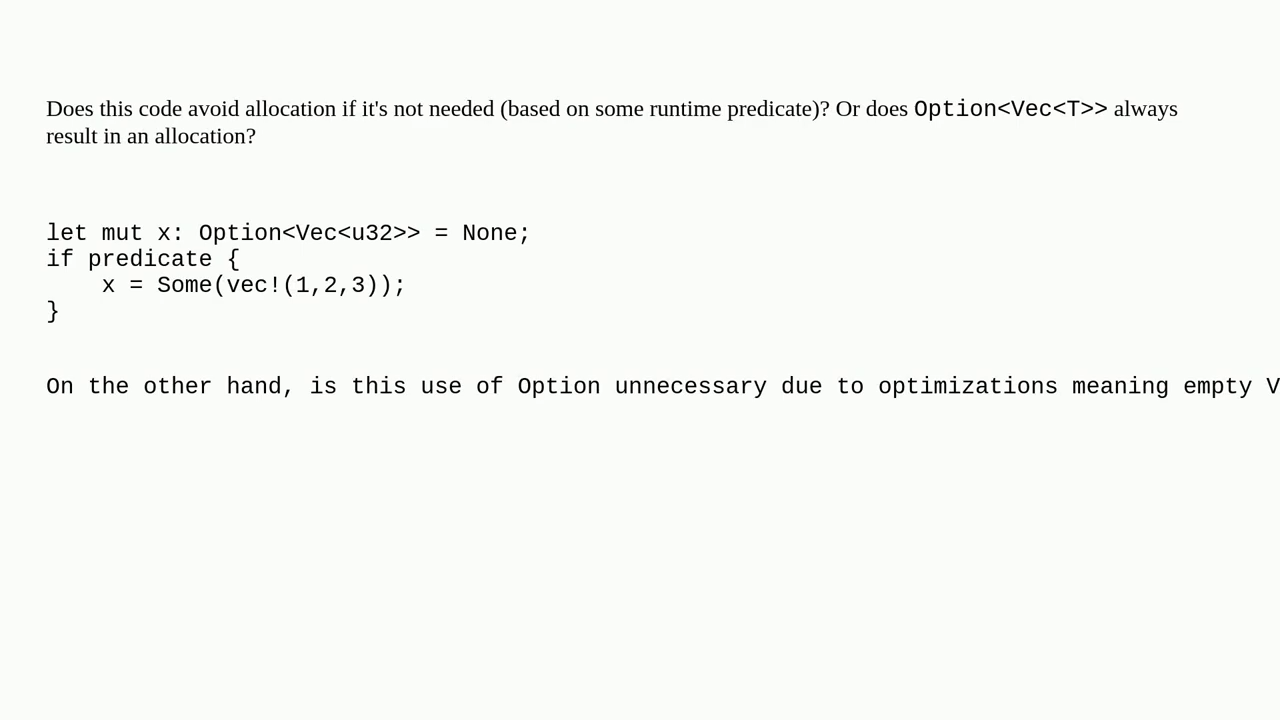 Does this code avoid allocation if it's not needed (based on some runtime predicate)? Or does Option<Vec<T>> always
result in an allocation?
let mut x: Option<Vec<u32>> = None;
if predicate {
    x = Some(vec!(1,2,3));
}
On the other hand, is this use of Option unnecessary due to optimizations meaning empty